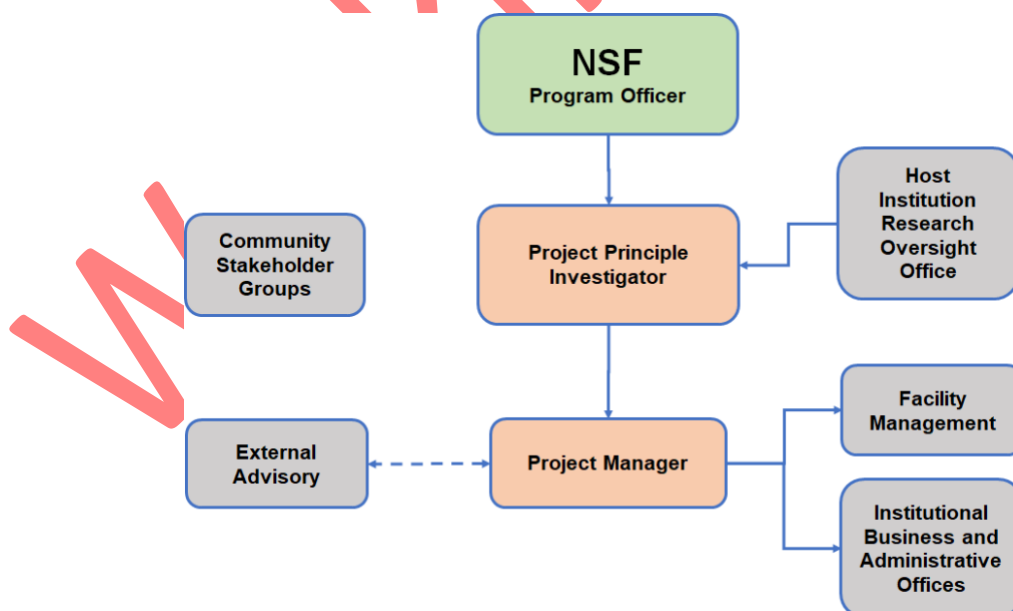 NSF
Program Officer
Host
Institution
Research
Oversight
Office
Community
Stakeholder
Groups
Project Principle
Investigator
Facility
Management
External
Advisory
Project Manager
Institutional
Business and
Administrative
Offices